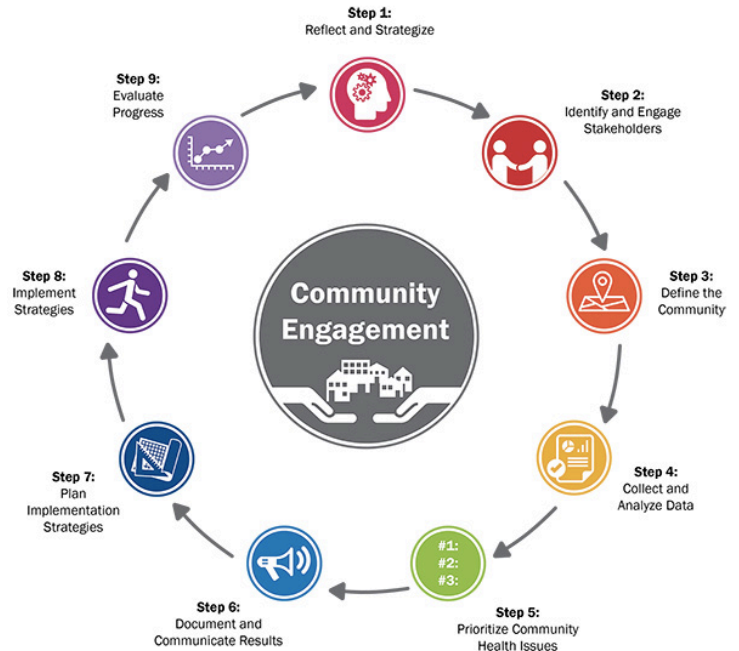 Step 1:
Reflect and Strategize
Step 2:
Identify and Engage
Stakeholders
Step 3:
Define the
Community
Step 4:
Collect and
Analyze Data
Step 5:
Prioritize Community
Health Issues
Step 6:
Document and
Communicate Results
Step 7:
Plan
Implementation
Strategies
Step 8:
Implement
Strategies
Step 9:
Evaluate
Progress
Community
Engagement
#1:
#2:
#3: